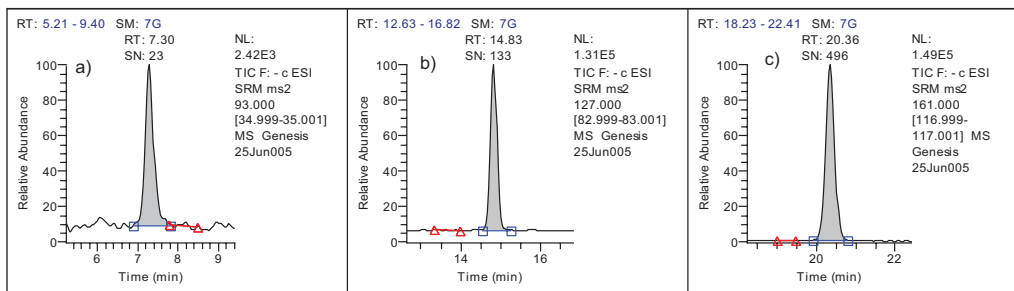 RT: 5.21 - 9.40 SM: 7G
RT: 7.30
SN: 23
NL:
2.42E3
TIC F: - c ESI
SRM ms2
93.000
[34.999-35.001]
MS Genesis
25Jun005
a)
100
80
60
40
20
0
Relative Abundance
6 7 8 9
Time (min)
RT: 12.63 - 16.82 SM: 7G
RT: 14.83
SN: 133
NL:
1.31E5
TIC F: - c ESI
SRM ms2
127.000
[82.999-83.001]
MS Genesis
25Jun005
b)
100
80
60
40
20
0
Relative Abundance
14 16
Time (min)
RT: 18.23 - 22.41 SM: 7G
RT: 20.36
SN: 496
NL:
1.49E5
TIC F: - c ESI
SRM ms2
161.000
[116.999-
117.001] MS
Genesis
25Jun005
c)
100
80
60
40
20
0
Relative Abundance
20 22
Time (min)